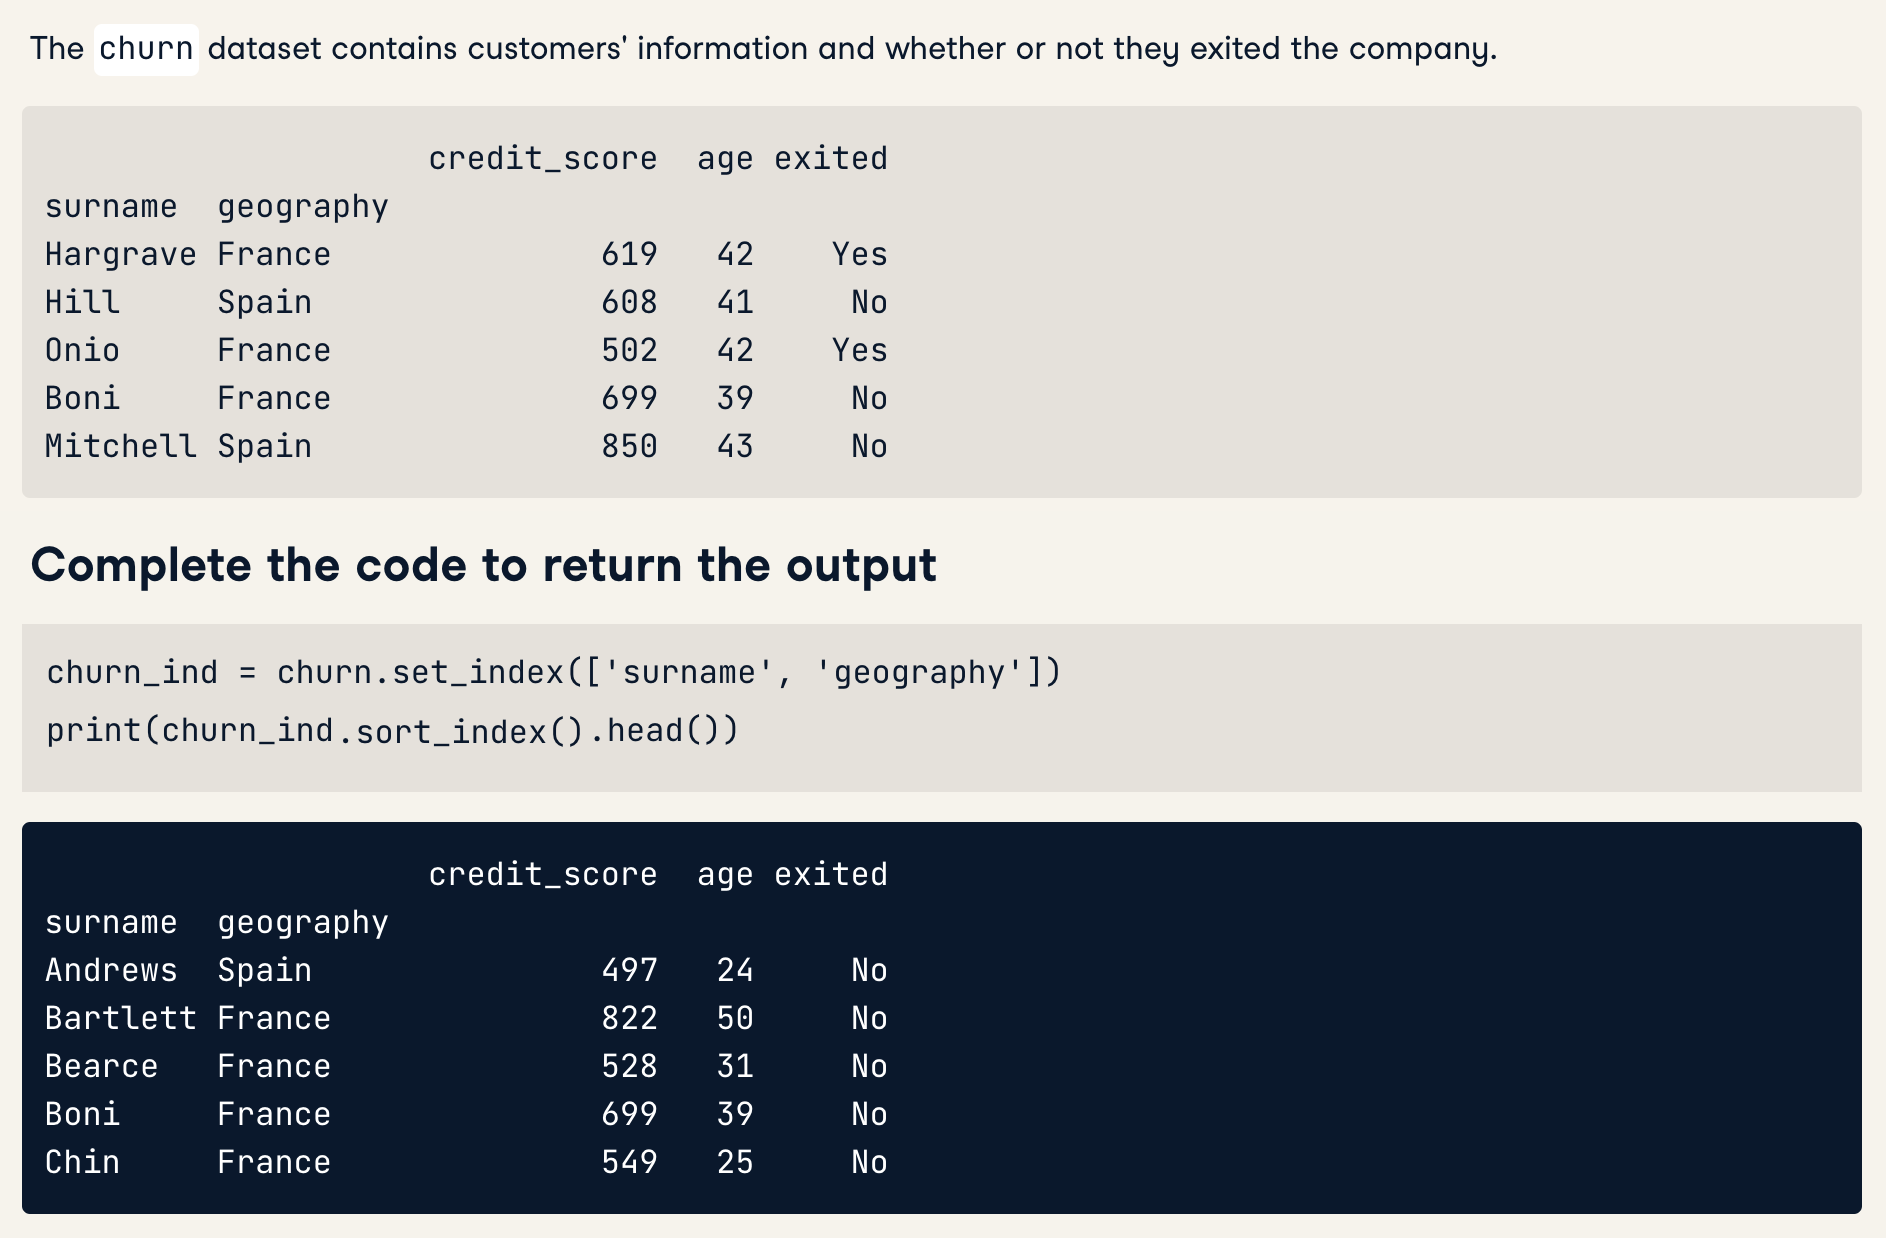 The churn dataset contains customers' information and whether or not they exited the company.
credit_score age exited
surname geography
Hargrave France 619 42 Yes
Hill Spain 608 41 No
Onio France 502 42 Yes
Boni France 699 39 No
Mitchell Spain 850 43 No
Complete the code to return the output
churn_ind = churn.set_index(['surname', 'geography'])
print(churn_ind.sort_index().head())
credit_score age exited
surname geography
Andrews Spain 497 24 No
Bartlett France 822 50 No
Bearce France 528 31 No
Boni France 699 39 No
Chin France 549 25 No